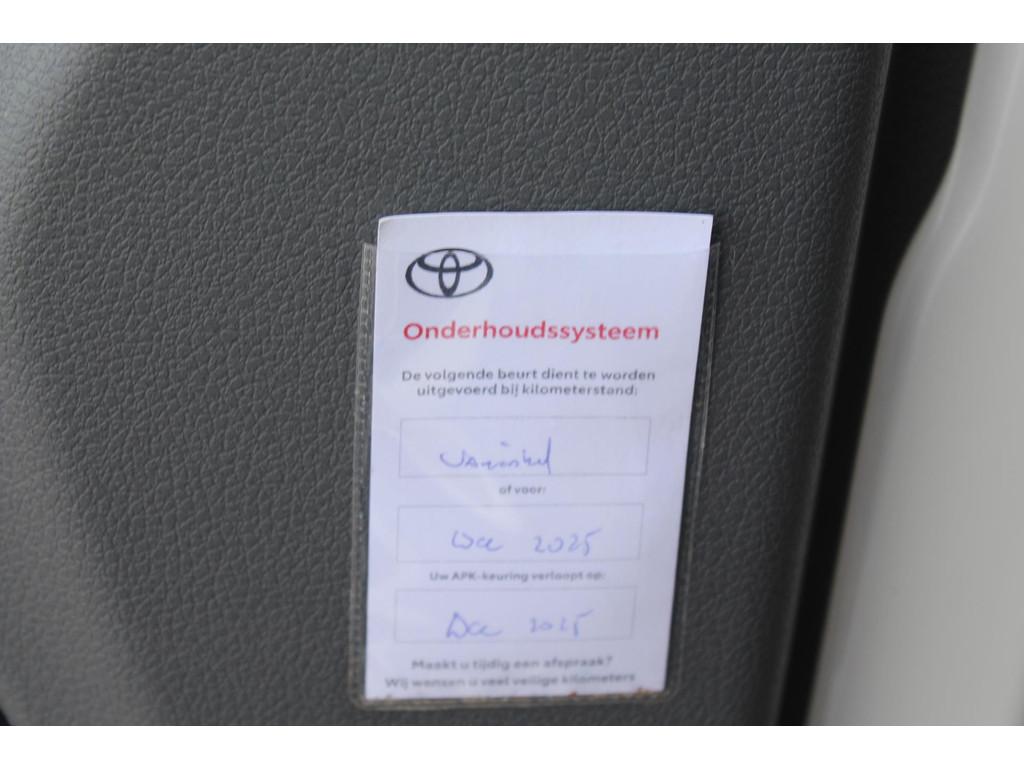 Onderhoudssysteem
De volgende beurt dient te worden
uitgevoerd bij kilometerstand:
of voor:
Dec 2025
Uw APK-keuring verloopt op:
Dec 2025
Maakt u tijdig een afspraak?
Wij wensen u veel veilige kilometers